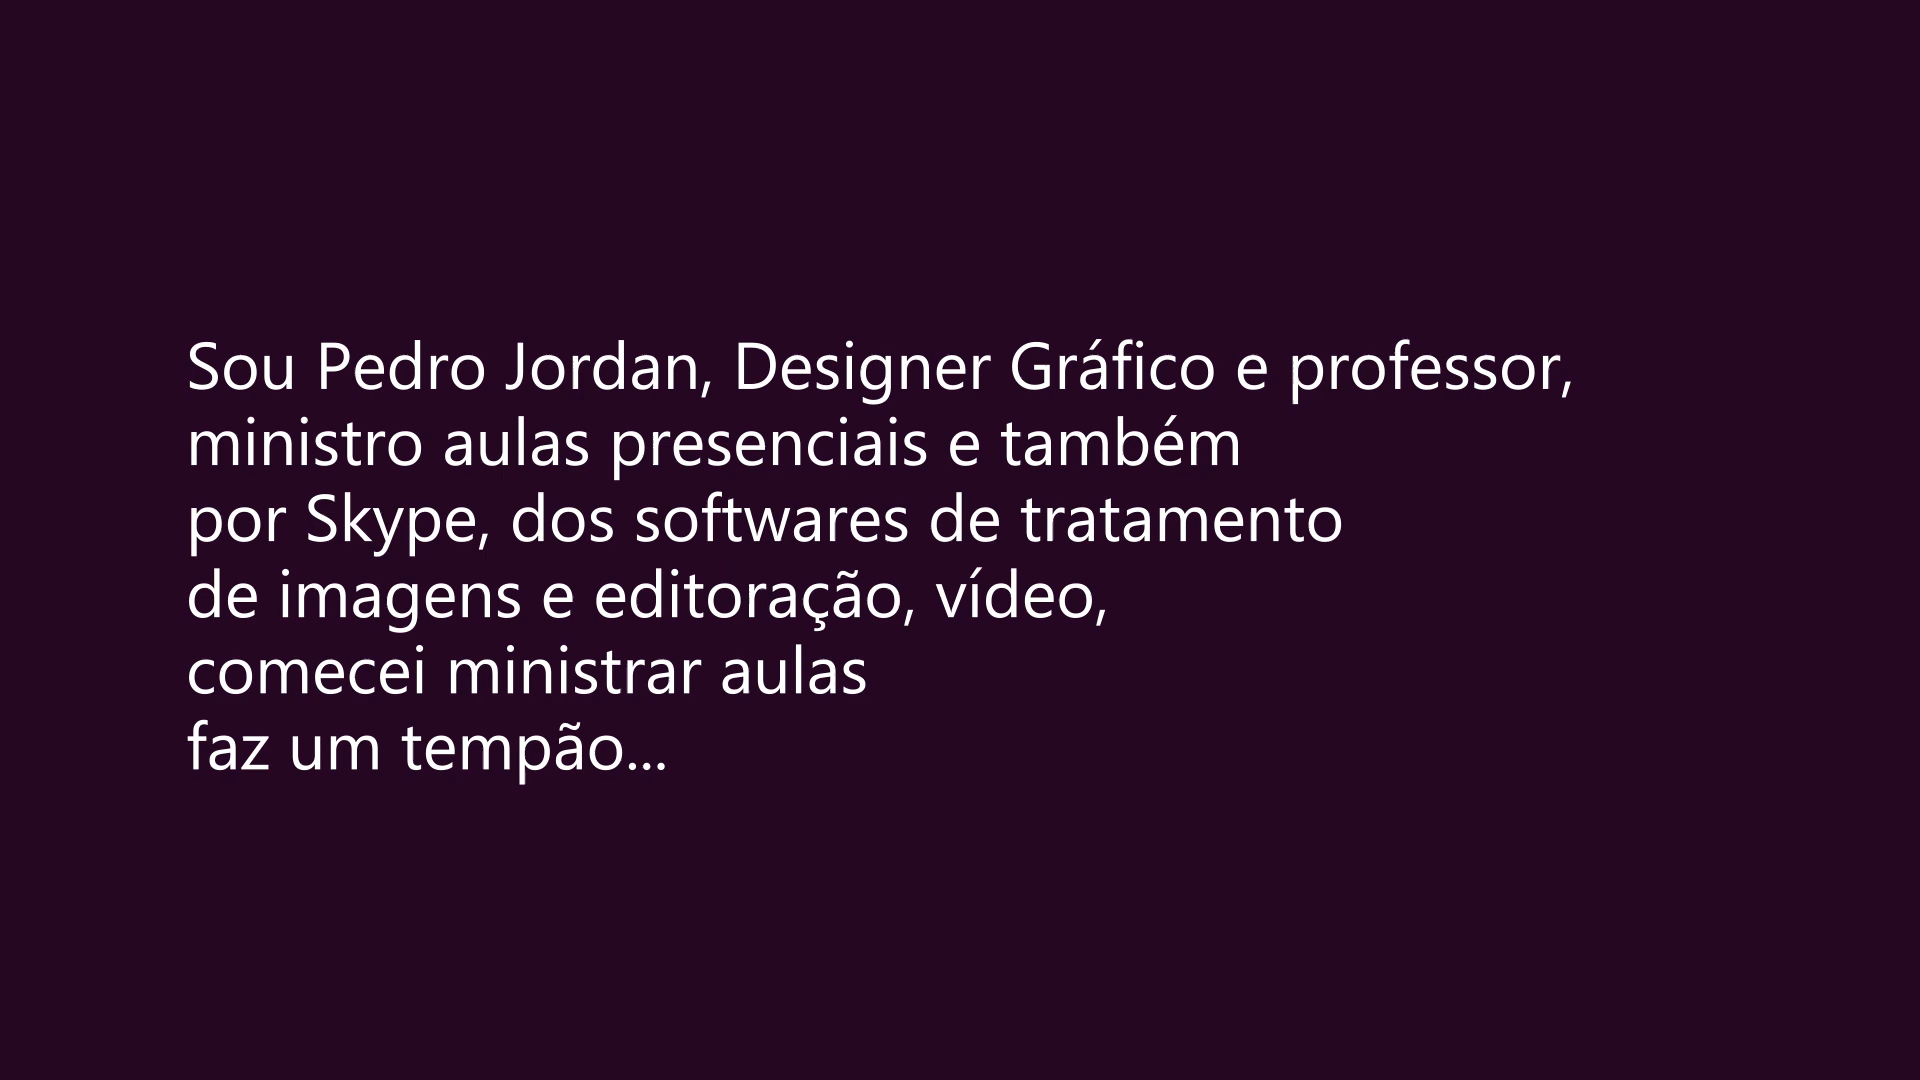 Sou Pedro Jordan, Designer Gráfico e professor,
ministro aulas presenciais e também
por Skype, dos softwares de tratamento
de imagens e editoração, vídeo,
comecei ministrar aulas
faz um tempão...